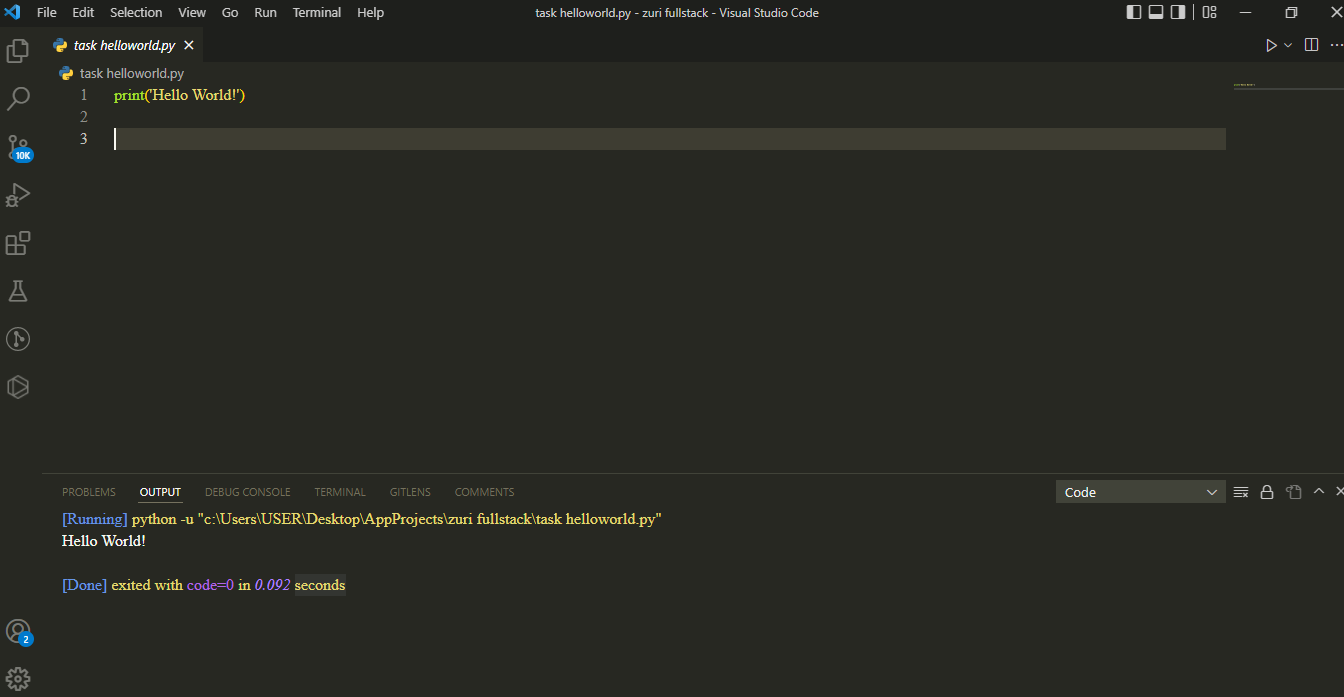 File Edit Selection View Go Run Terminal Help task helloworld.py - zuri fullstack - Visual Studio Code
task helloworld.py
task helloworld.py
1 print('Hello World!')
2
3
10K
PROBLEMS OUTPUT DEBUG CONSOLE TERMINAL GITLENS COMMENTS Code
[Running] python -u "c:\Users\USER\Desktop\AppProjects\zuri fullstack\task helloworld.py"
Hello World!
[Done] exited with code=0 in 0.092 seconds
2